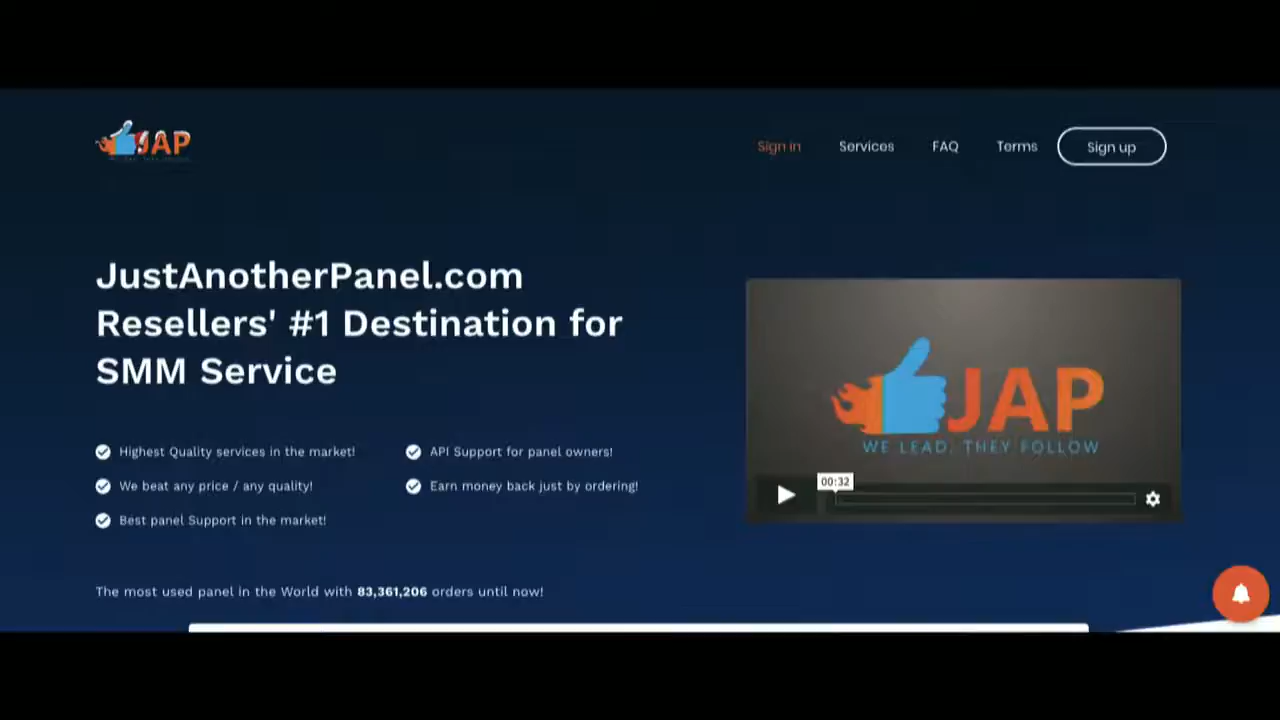 JAP
Sign in
Services
FAQ
Terms
Sign up
JustAnotherPanel.com
Resellers' #1 Destination for
SMM Service
JAP
WE LEAD, THEY FOLLOW
00:32
Highest Quality services in the market!
API Support for panel owners!
We beat any price / any quality!
Earn money back just by ordering!
Best panel Support in the market!
The most used panel in the World with 83,361,206 orders until now!